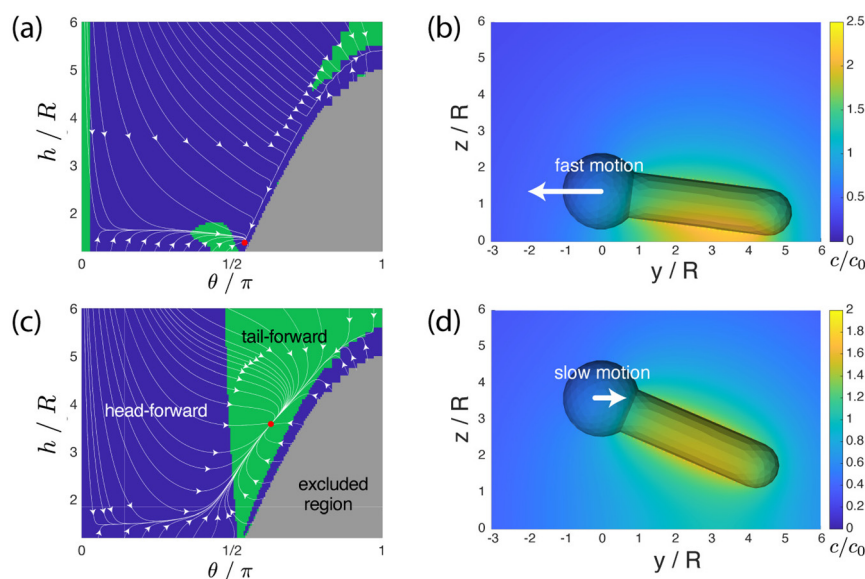 (a)
6
5
4
3
2
h / R
0
1/2
1
θ / π
(b)
6
5
4
3
2
1
0
z / R
fast motion
-3 -2 -1 0 1 2 3 4 5 6
y / R
2.5
2
1.5
1
0.5
0
c/c₀
(c)
6
5
4
3
2
h / R
tail-forward
head-forward
excluded
region
0
1/2
1
θ / π
(d)
6
5
4
3
2
1
0
z / R
slow motion
-3 -2 -1 0 1 2 3 4 5 6
y / R
2
1.8
1.6
1.4
1.2
1
0.8
0.6
0.4
0.2
0
c/c₀